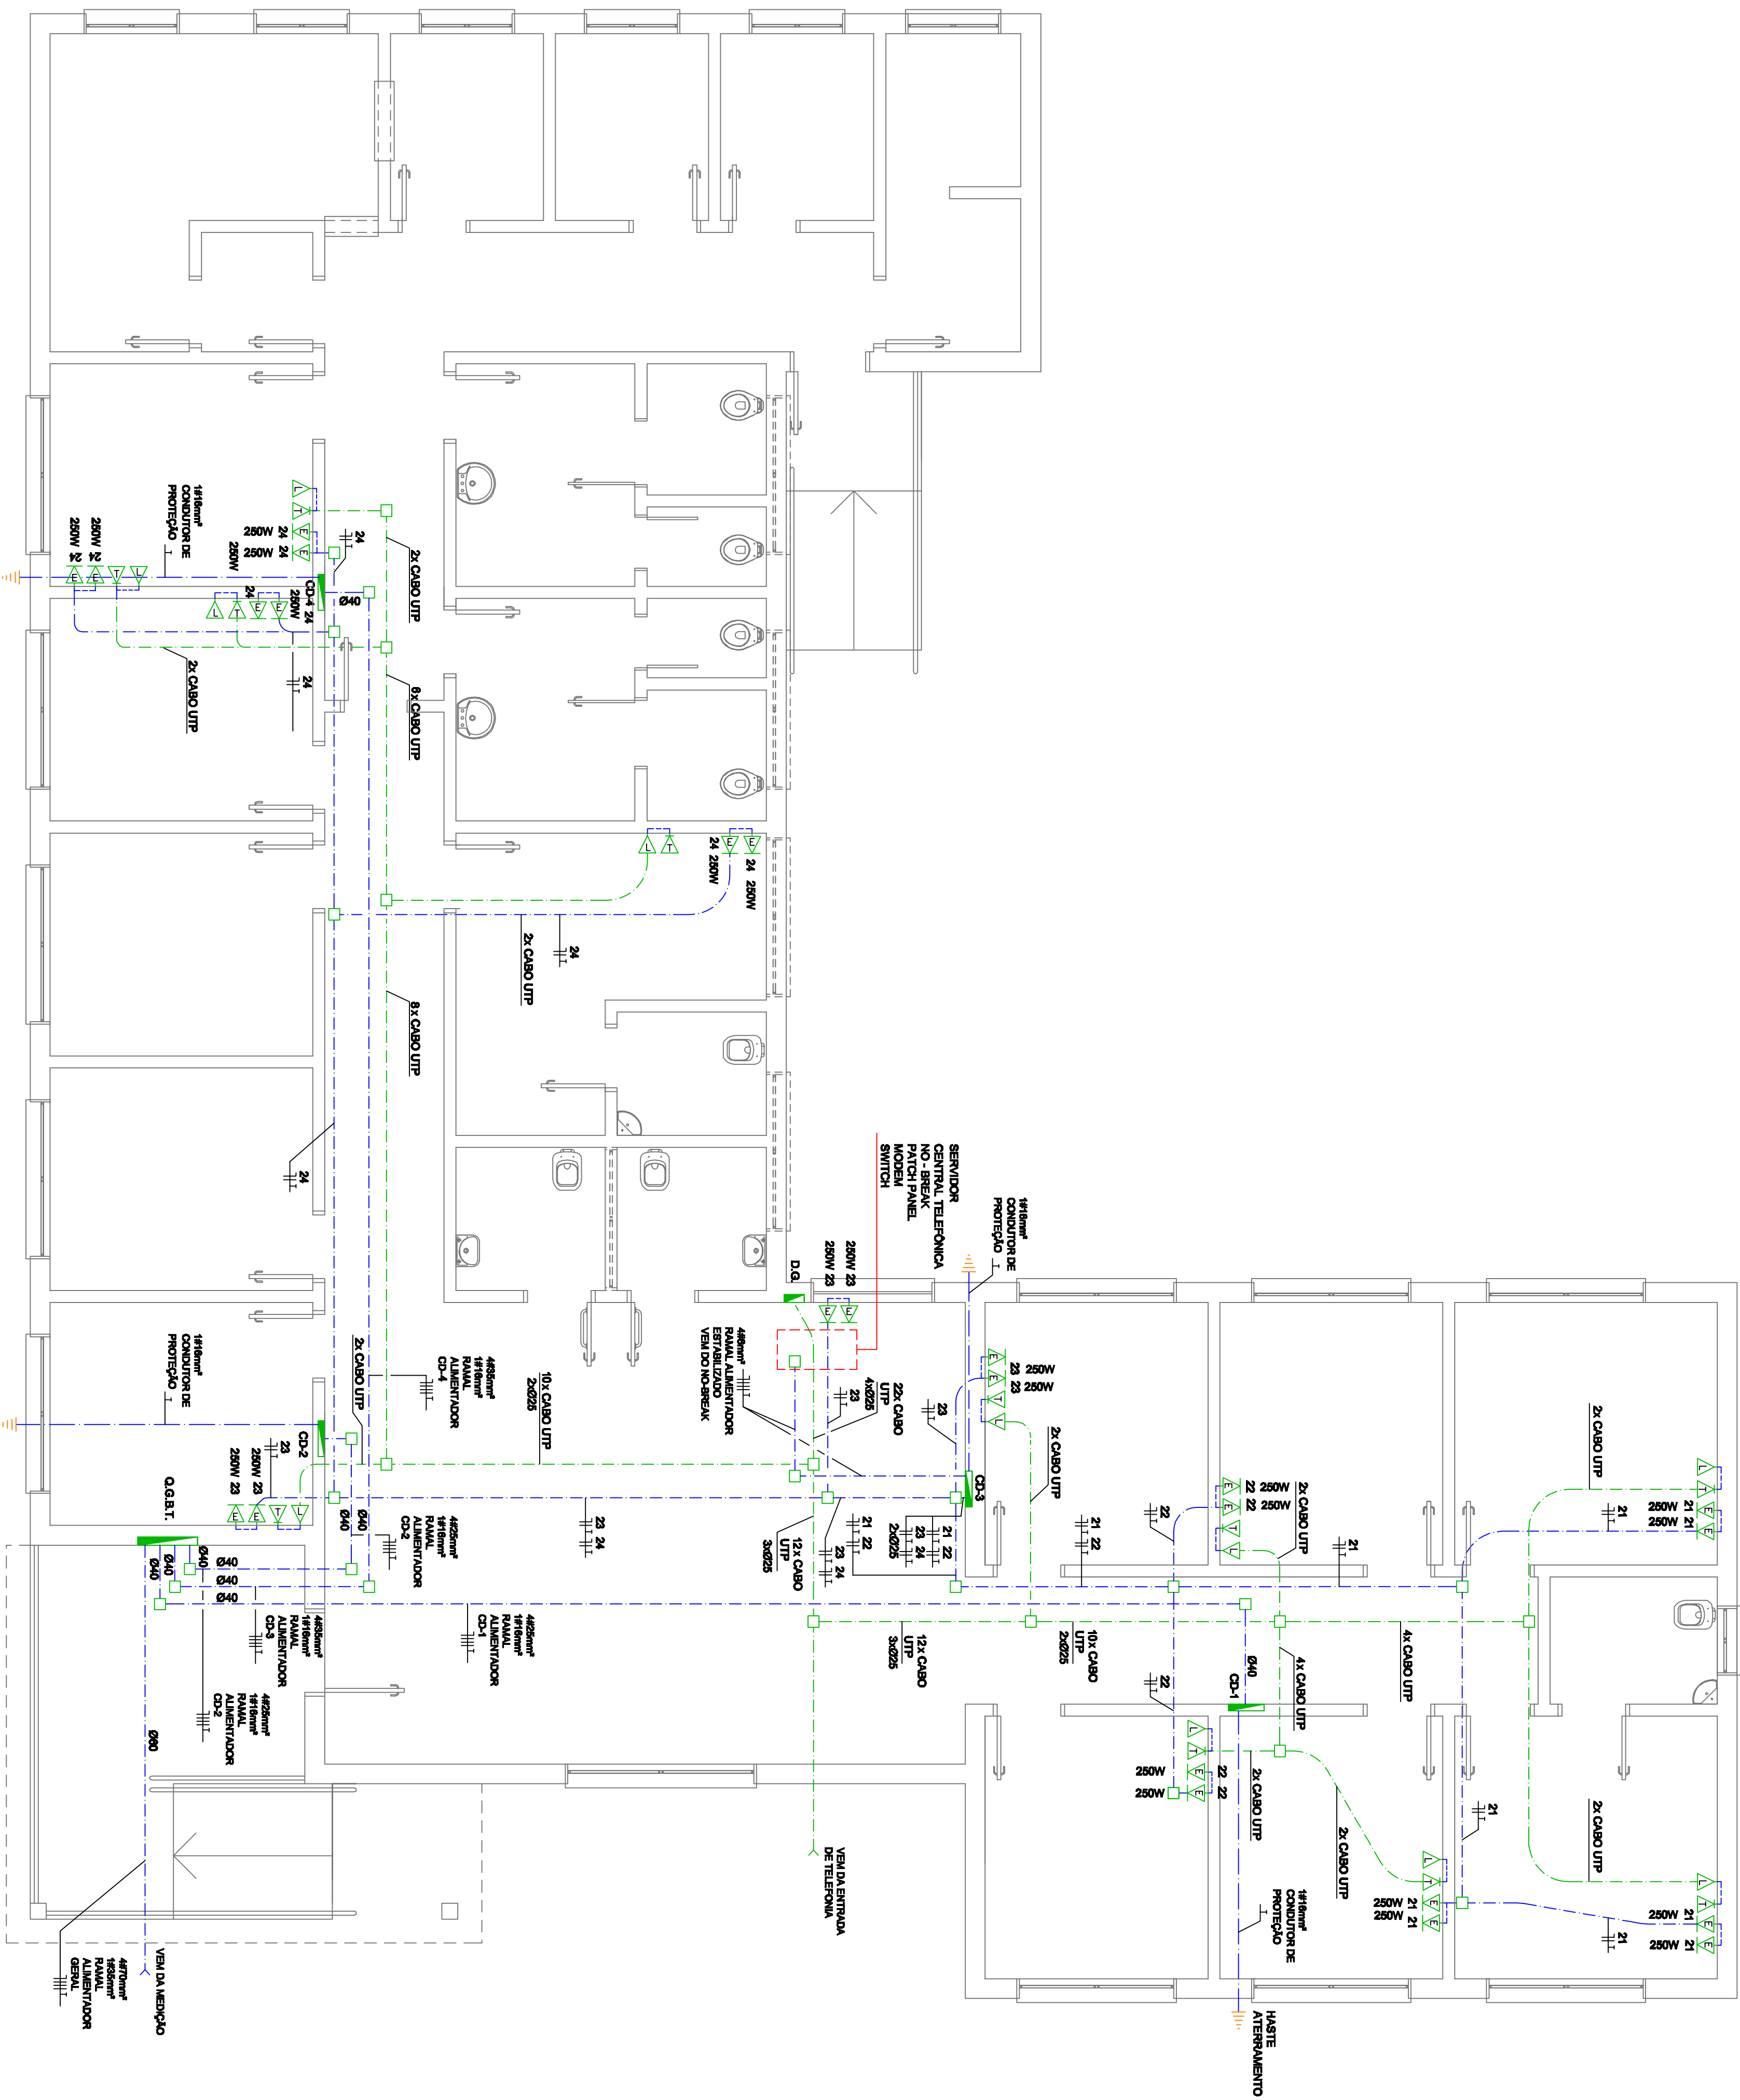 SERVIDOR
CENTRAL TELEFÔNICA
NO - BREAK
PATCH PANEL
MODEM
SWITCH
1#16mm²
CONDUTOR DE
PROTEÇÃO
D.G.
250W 23
250W 23
4#6mm²
RAMAL ALIMENTADOR
ESTABILIZADO
VEM DO NO-BREAK
22x CABO
UTP
4xØ25
23
23
CD-3
23 250W
23 250W
2x CABO UTP
22 250W
22 250W
2x CABO UTP
2x CABO UTP
21
250W 21
250W 21
22
21
21 22
21 22
23 24
2xØ25
21 22
23 24
12x CABO
UTP
3xØ25
12x CABO
UTP
3xØ25
10x CABO
UTP
2xØ25
4x CABO UTP
4x CABO UTP
22
Ø40
CD-1
250W 22
250W 22
2x CABO UTP
2x CABO UTP
21
2x CABO UTP
250W 21
250W 21
250W 21
250W 21
21
1#16mm²
CONDUTOR DE
PROTEÇÃO
HASTE
ATERRAMENTO
VEM DA ENTRADA
DE TELEFONIA
2x CABO UTP
6x CABO UTP
8x CABO UTP
24
1#16mm²
CONDUTOR DE
PROTEÇÃO
250W 24
250W 24
250W 24
250W 24
250W
CD-4 24
250W
24
Ø40
24
2x CABO UTP
24 250W
24 250W
24
2x CABO UTP
24
10x CABO UTP
2xØ25
4#35mm²
1#16mm²
RAMAL
ALIMENTADOR
CD-4
2x CABO UTP
1#16mm²
CONDUTOR DE
PROTEÇÃO
CD-2
23
250W 23
250W 23
Q.G.B.T.
23 24
4#25mm²
1#16mm²
RAMAL
ALIMENTADOR
CD-2
Ø40
Ø40
Ø40
Ø40
Ø40
Ø40
Ø40
Ø40
4#25mm²
1#16mm²
RAMAL
ALIMENTADOR
CD-1
4#35mm²
1#16mm²
RAMAL
ALIMENTADOR
CD-3
4#25mm²
1#16mm²
RAMAL
ALIMENTADOR
CD-2
Ø60
VEM DA MEDIÇÃO
4#70mm²
1#35mm²
RAMAL
ALIMENTADOR
GERAL
L
T
E
E
L
T
E
E
L
T
E
E
L
T
E
E
L
T
E
E
L
T
E
E
L
T
E
E
L
T
E
E
L
T
E
E
L
T
E
E
L
T
E
E
E
E